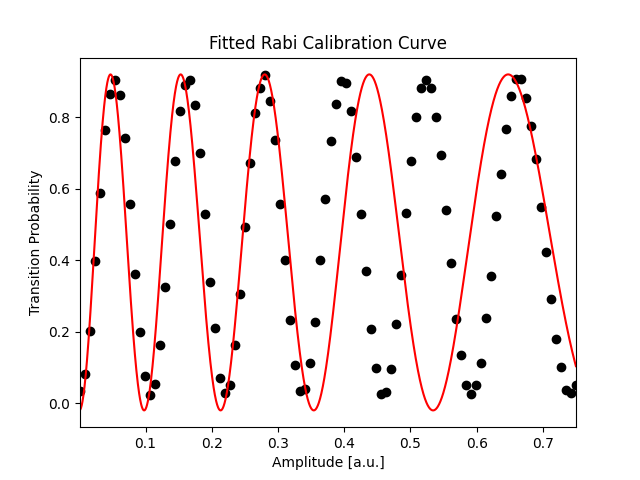 Fitted Rabi Calibration Curve
Transition Probability
0.8
0.6
0.4
0.2
0.0
0.1 0.2 0.3 0.4 0.5 0.6 0.7
Amplitude [a.u.]